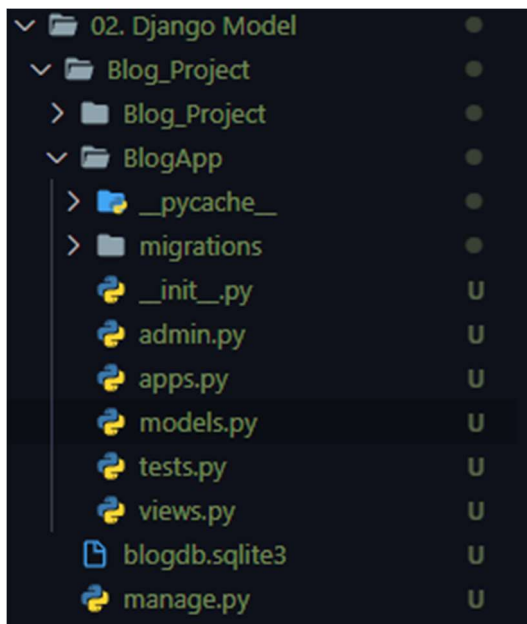 02. Django Model
Blog_Project
Blog_Project
BlogApp
__pycache__
migrations
__init__.py U
admin.py U
apps.py U
models.py U
tests.py U
views.py U
blogdb.sqlite3 U
manage.py U